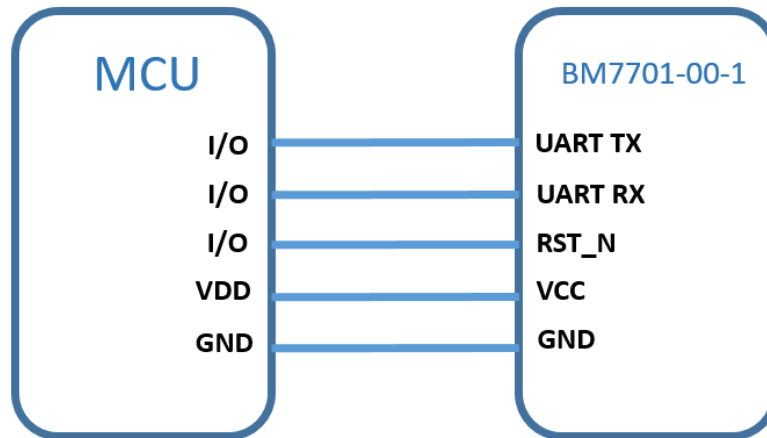 MCU
BM7701-00-1
I/O
UART TX
I/O
UART RX
I/O
RST_N
VDD
VCC
GND
GND